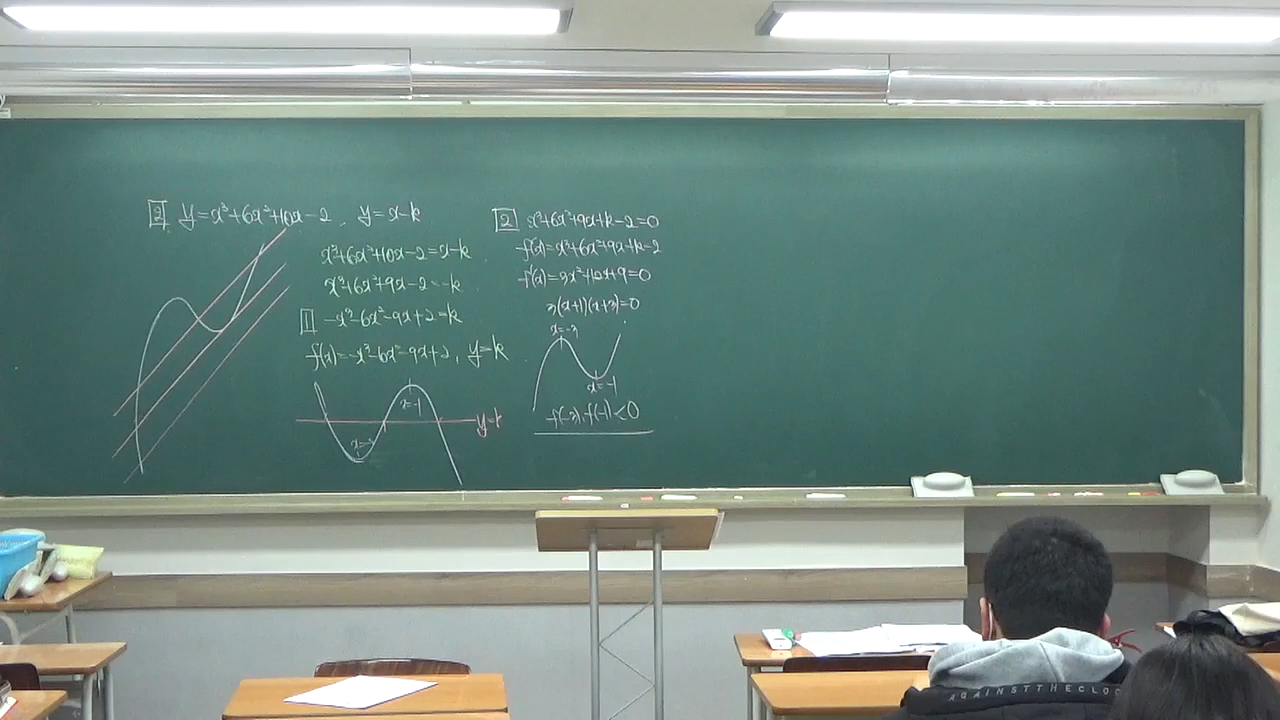 2 y=x³+6x²+10x-2, y=x-k
x³+6x²+10x-2=x-k
x³+6x²+9x-2=-k
1 -x³-6x²-9x+2=k
f(x)=-x³-6x²-9x+2, y=k
x=-1
y=k
x=-3
2 x³+6x²+9x+k-2=0
f(x)=x³+6x²+9x+k-2
f'(x)=3x²+12x+9=0
3(x+1)(x+3)=0
x=-3
x=-1
f(-3)·f(-1)<0
AGAINSTTHECLOC